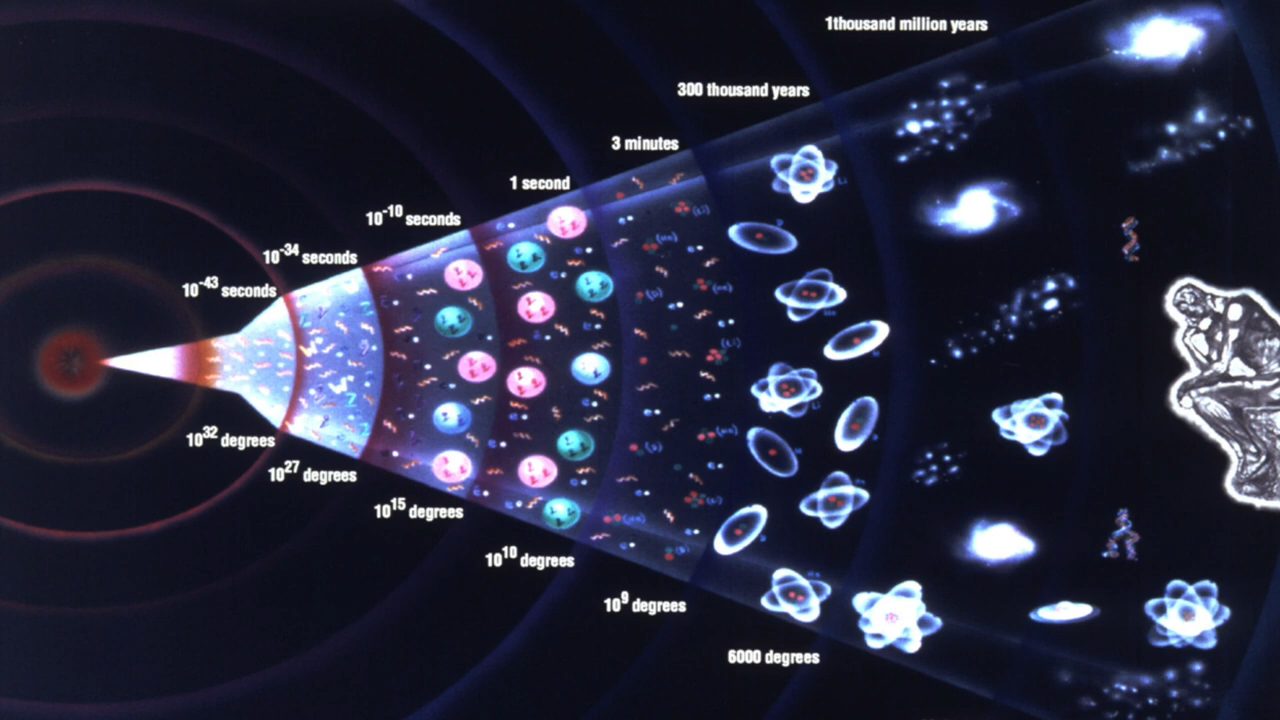 1thousand million years
300 thousand years
3 minutes
1 second
10⁻¹⁰ seconds
10⁻³⁴ seconds
10⁻⁴³ seconds
10³² degrees
10²⁷ degrees
10¹⁵ degrees
10¹⁰ degrees
10⁹ degrees
6000 degrees